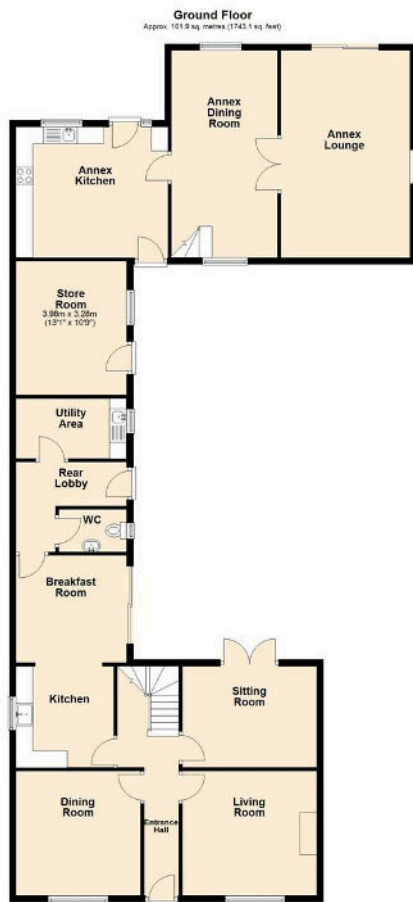 Ground Floor
Approx. 161.9 sq. metres (1743.1 sq. feet)
Annex
Dining
Room
Annex
Lounge
Annex
Kitchen
Store
Room
3.98m x 3.28m
(13'1" x 10'9")
Utility
Area
Rear
Lobby
WC
Breakfast
Room
Kitchen
Sitting
Room
Dining
Room
Entrance
Hall
Living
Room